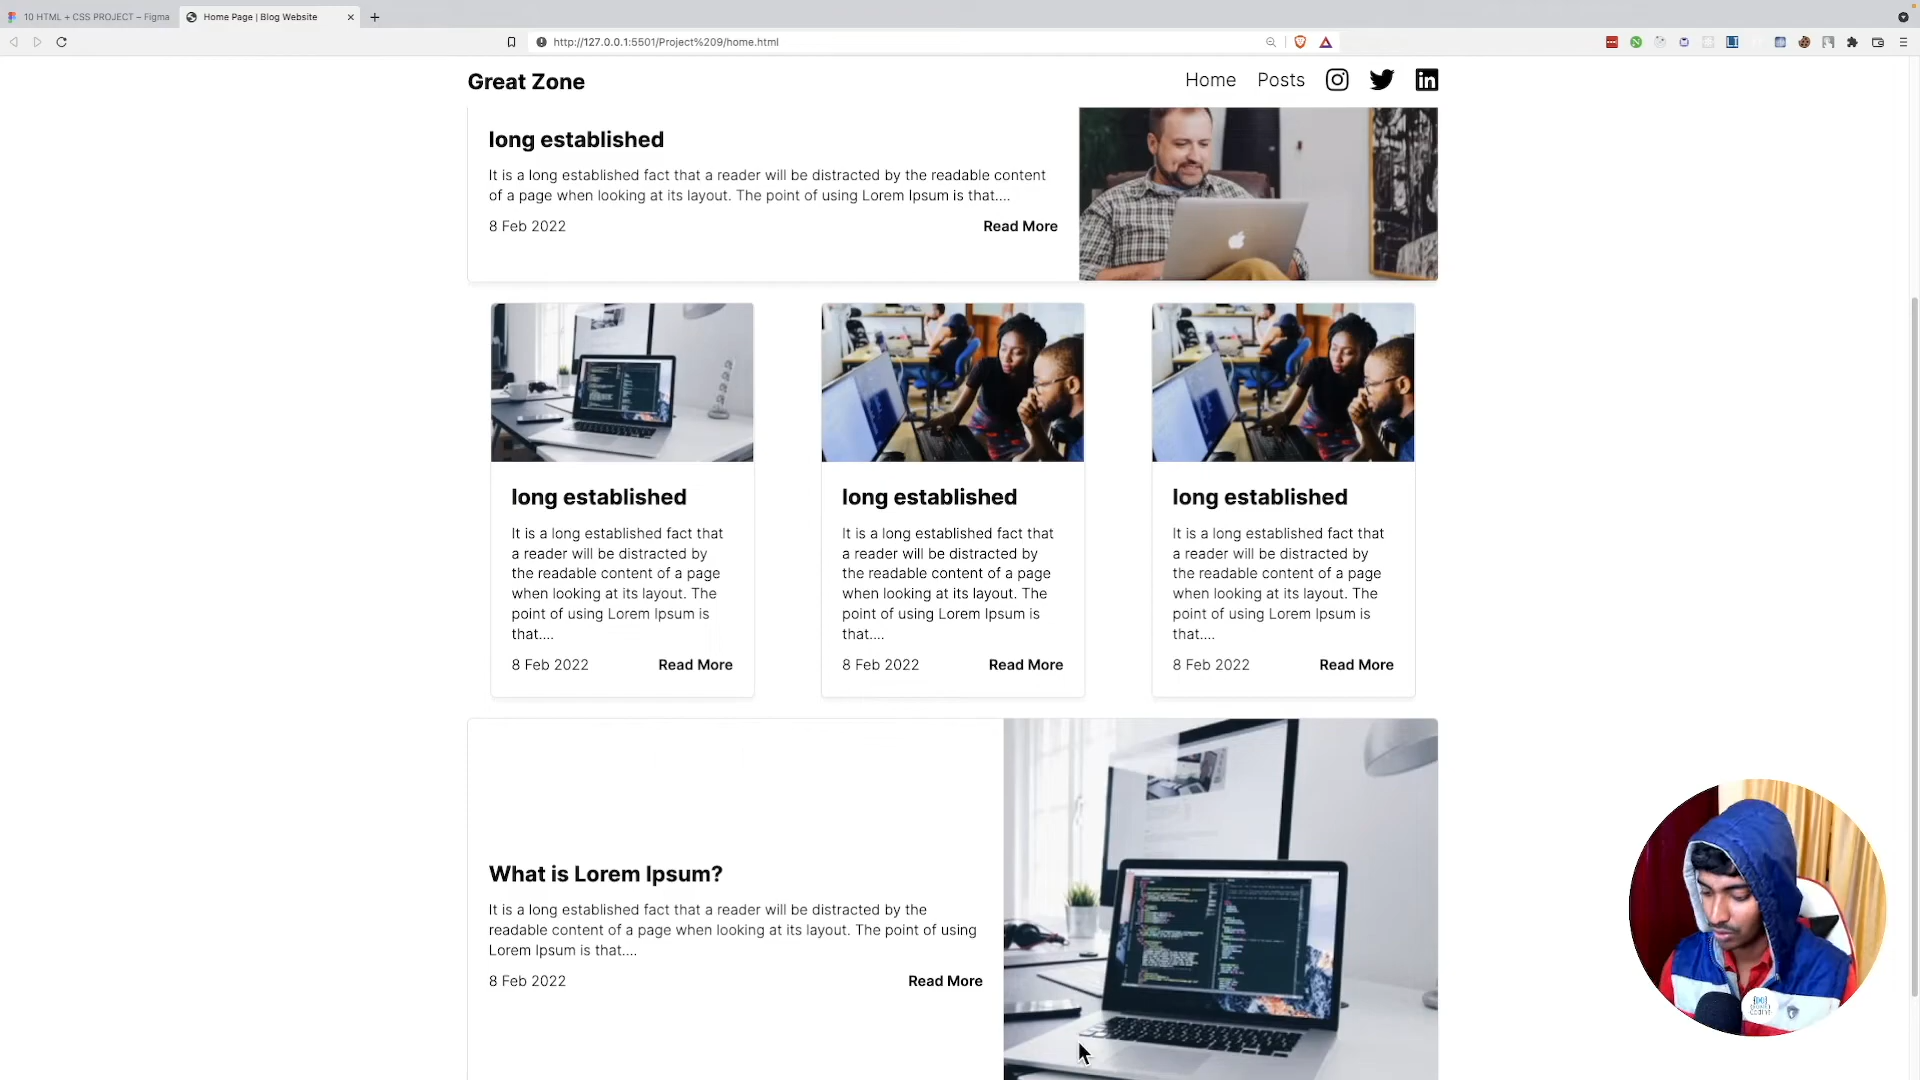 10 HTML + CSS PROJECT – Figma
Home Page | Blog Website
http://127.0.0.1:5501/Project%209/home.html
Great Zone
Home
Posts
long established
It is a long established fact that a reader will be distracted by the readable content
of a page when looking at its layout. The point of using Lorem Ipsum is that....
8 Feb 2022
Read More
long established
It is a long established fact that
a reader will be distracted by
the readable content of a page
when looking at its layout. The
point of using Lorem Ipsum is
that....
8 Feb 2022
Read More
long established
It is a long established fact that
a reader will be distracted by
the readable content of a page
when looking at its layout. The
point of using Lorem Ipsum is
that....
8 Feb 2022
Read More
long established
It is a long established fact that
a reader will be distracted by
the readable content of a page
when looking at its layout. The
point of using Lorem Ipsum is
that....
8 Feb 2022
Read More
What is Lorem Ipsum?
It is a long established fact that a reader will be distracted by the
readable content of a page when looking at its layout. The point of using
Lorem Ipsum is that....
8 Feb 2022
Read More